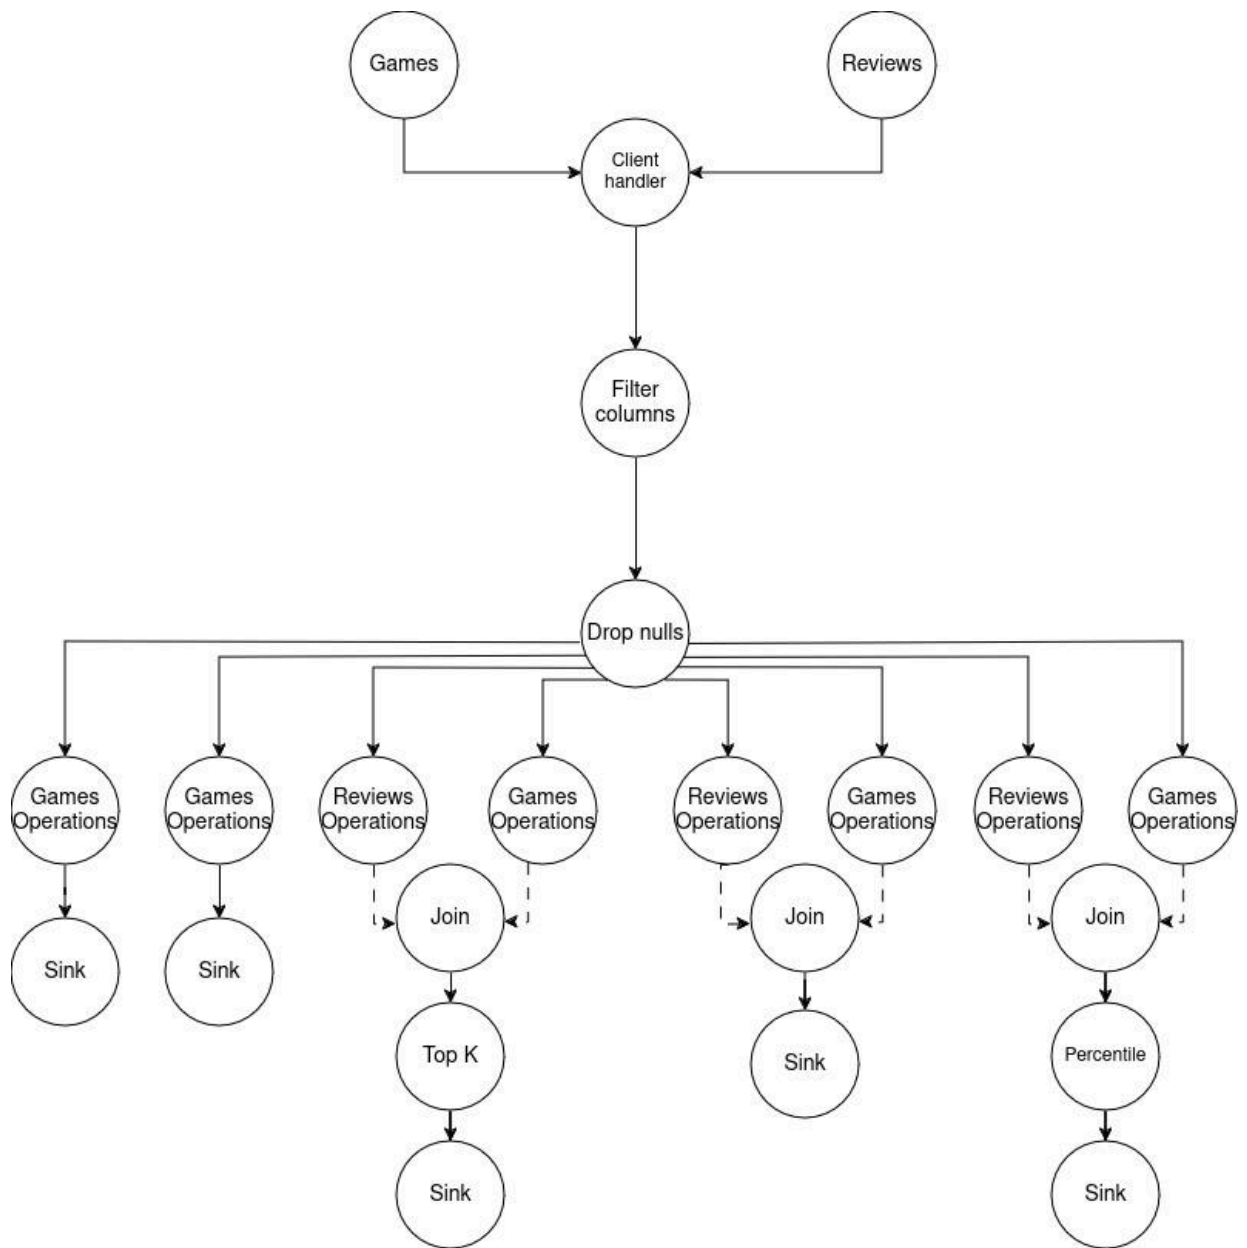 Games
Reviews
Client
handler
Filter
columns
Drop nulls
Games
Operations
Games
Operations
Reviews
Operations
Games
Operations
Reviews
Operations
Games
Operations
Reviews
Operations
Games
Operations
Join
Join
Join
Sink
Sink
Top K
Sink
Percentile
Sink
Sink